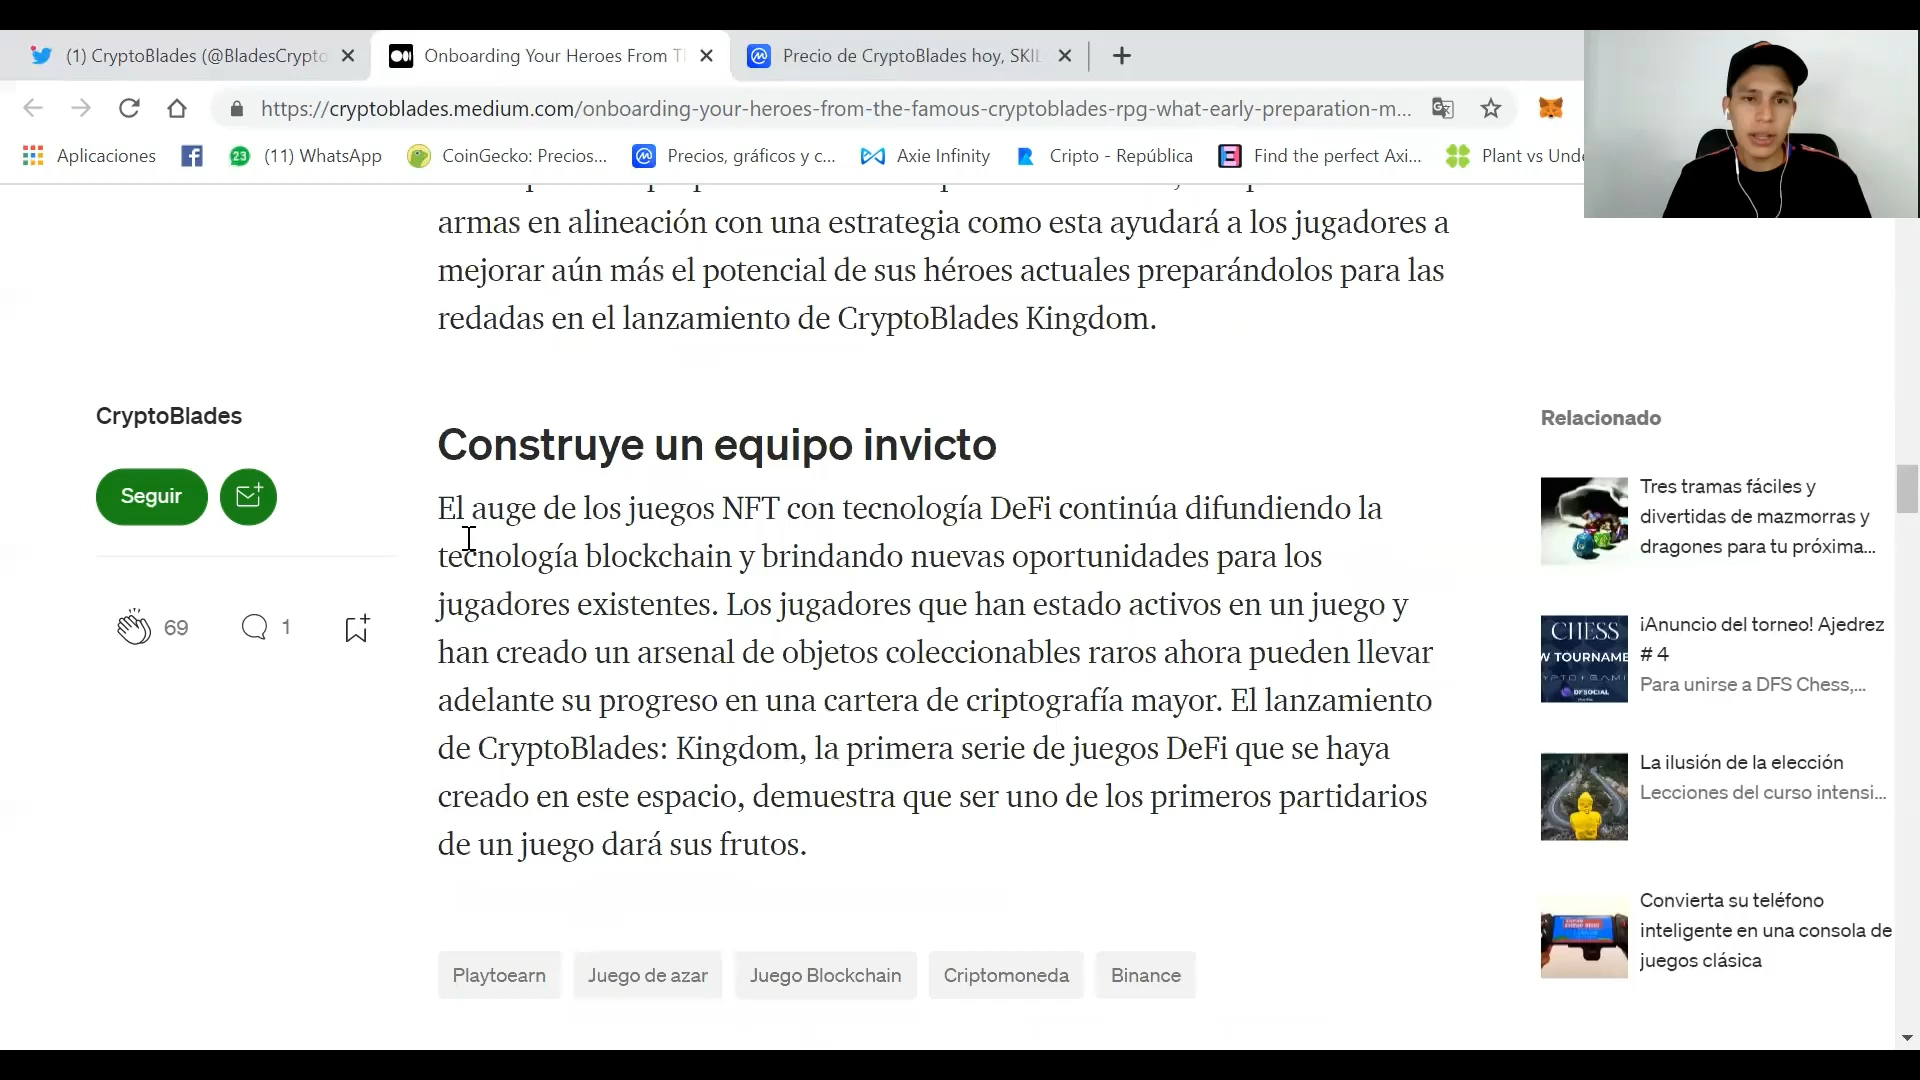 (1) CryptoBlades (@BladesCrypto
Onboarding Your Heroes From T
Precio de CryptoBlades hoy, SKIL
https://cryptoblades.medium.com/onboarding-your-heroes-from-the-famous-cryptoblades-rpg-what-early-preparation-m...
Aplicaciones
23
(11) WhatsApp
CoinGecko: Precios...
Precios, gráficos y c...
Axie Infinity
Cripto - República
Find the perfect Axi...
Plant vs Unde
armas en alineación con una estrategia como esta ayudará a los jugadores a
mejorar aún más el potencial de sus héroes actuales preparándolos para las
redadas en el lanzamiento de CryptoBlades Kingdom.
CryptoBlades
Seguir
69
1
Construye un equipo invicto
El auge de los juegos NFT con tecnología DeFi continúa difundiendo la
tecnología blockchain y brindando nuevas oportunidades para los
jugadores existentes. Los jugadores que han estado activos en un juego y
han creado un arsenal de objetos coleccionables raros ahora pueden llevar
adelante su progreso en una cartera de criptografía mayor. El lanzamiento
de CryptoBlades: Kingdom, la primera serie de juegos DeFi que se haya
creado en este espacio, demuestra que ser uno de los primeros partidarios
de un juego dará sus frutos.
Playtoearn
Juego de azar
Juego Blockchain
Criptomoneda
Binance
Relacionado
Tres tramas fáciles y
divertidas de mazmorras y
dragones para tu próxima...
CHESS
W TOURNAME
DFSOCIAL
¡Anuncio del torneo! Ajedrez
# 4
Para unirse a DFS Chess,...
La ilusión de la elección
Lecciones del curso intensi...
Convierta su teléfono
inteligente en una consola de
juegos clásica